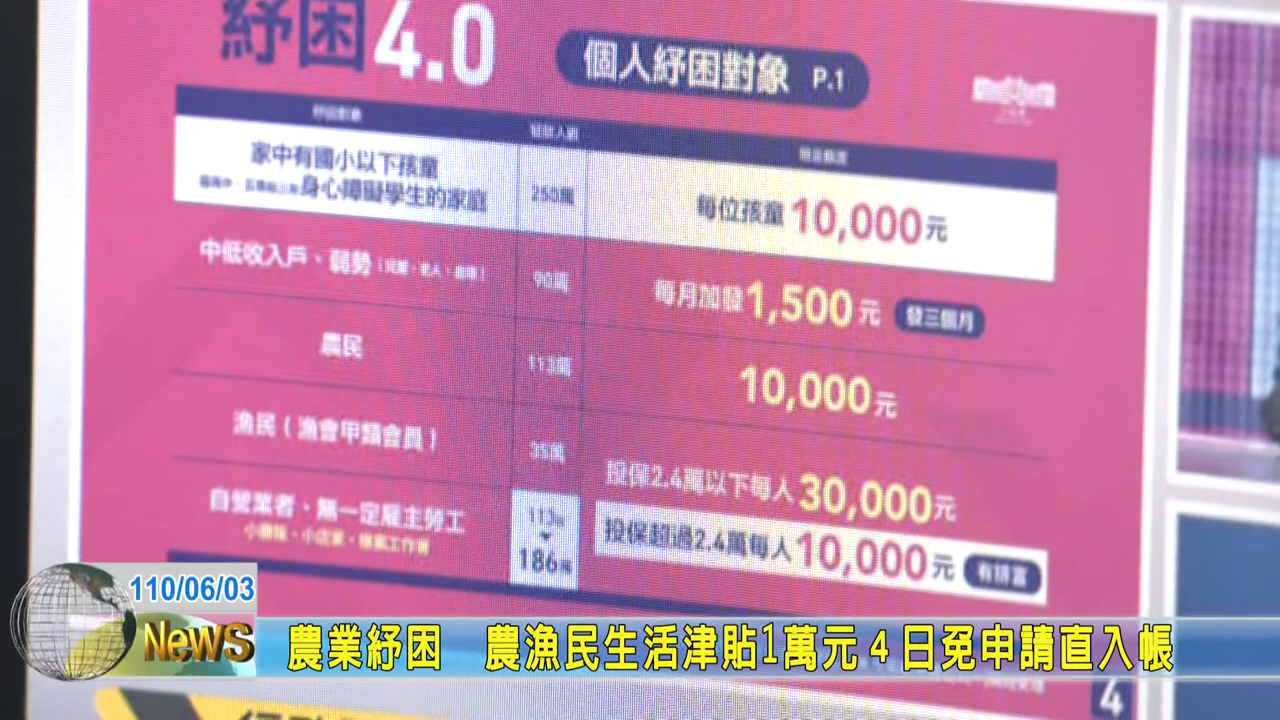 紓困4.0
個人紓困對象 P.1
家中有國小以下孩童
身心障礙學生的家庭
250萬
每位孩童10,000元
中低收入戶、弱勢
90萬
每月加發1,500元
發三個月
農民
113萬
10,000元
漁民(漁會甲類會員)
35萬
投保2.4萬以下每人30,000元
自營業者、無一定雇主勞工
186萬
投保超過2.4萬每人10,000元
有排富
110/06/03
NewS
農業紓困 農漁民生活津貼1萬元4日免申請直入帳
4